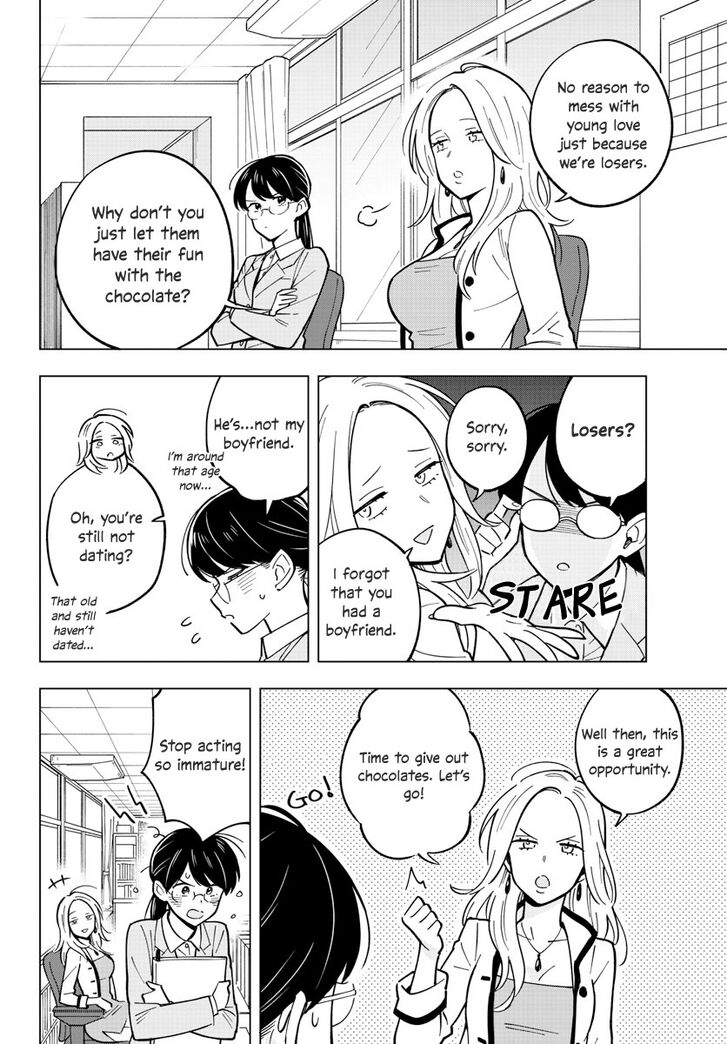 No reason to
mess with
young love
just because
we're losers.
Why don't you
just let them
have their fun
with the
chocolate?
Losers?
Sorry,
sorry.
I forgot
that you
had a
boyfriend.
STARE
He's...not my
boyfriend.
I'm around
that age
now...
Oh, you're
still not
dating?
That old
and still
haven't
dated...
Well then, this
is a great
opportunity.
Time to give out
chocolates. Let's
go!
GO!
Stop acting
so immature!